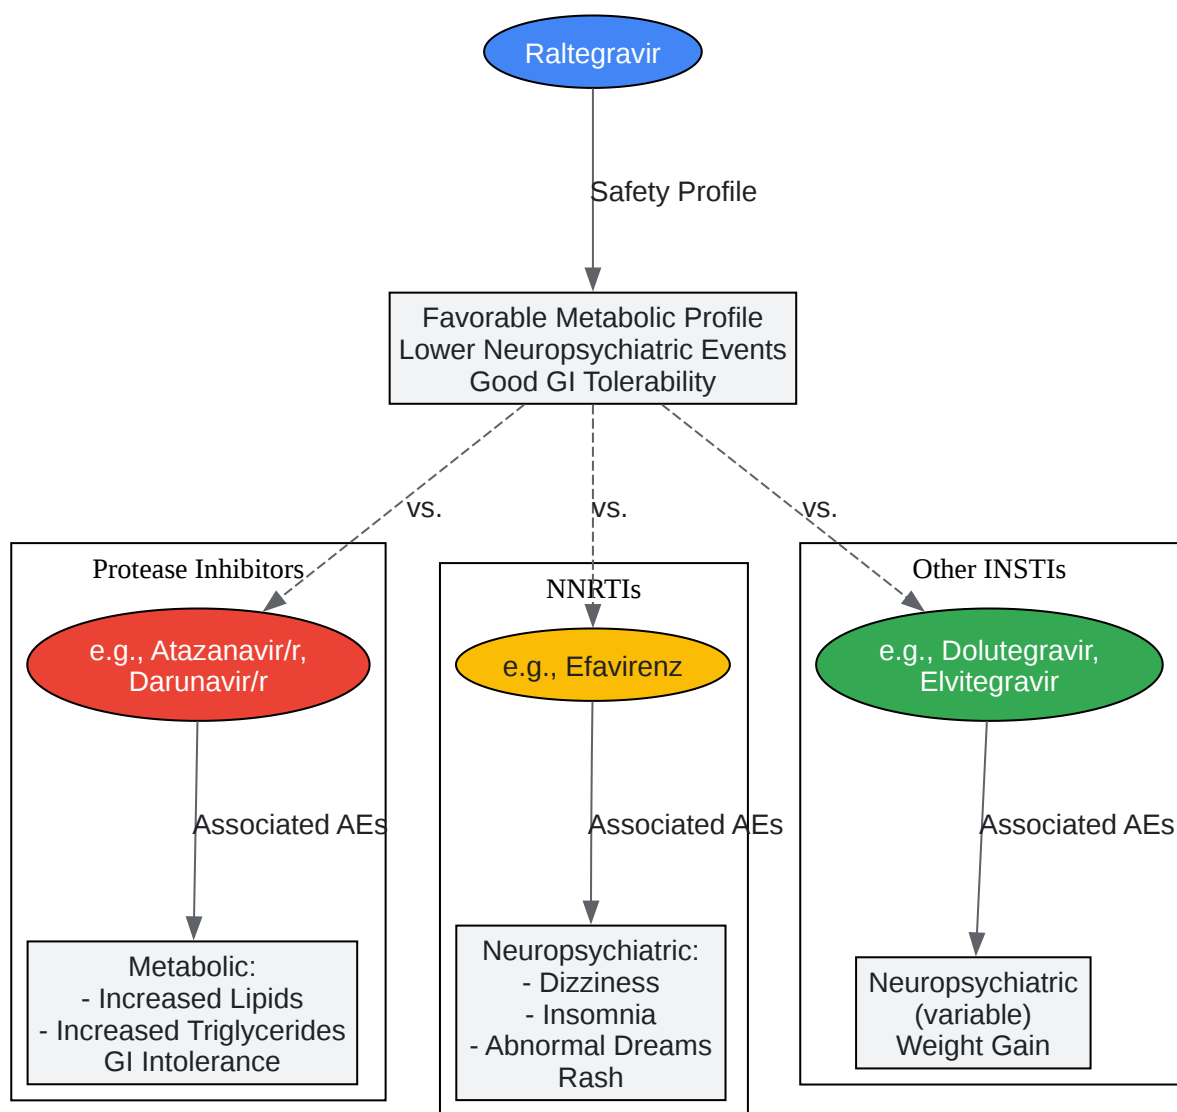 Raltegravir
Safety Profile
Favorable Metabolic Profile
Lower Neuropsychiatric Events
Good GI Tolerability
vs.
vs.
vs.
Protease Inhibitors
e.g., Atazanavir/r,
Darunavir/r
Associated AEs
Metabolic:
- Increased Lipids
- Increased Triglycerides
GI Intolerance
NNRTIs
e.g., Efavirenz
Associated AEs
Neuropsychiatric:
- Dizziness
- Insomnia
- Abnormal Dreams
Rash
Other INSTIs
e.g., Dolutegravir,
Elvitegravir
Associated AEs
Neuropsychiatric
(variable)
Weight Gain